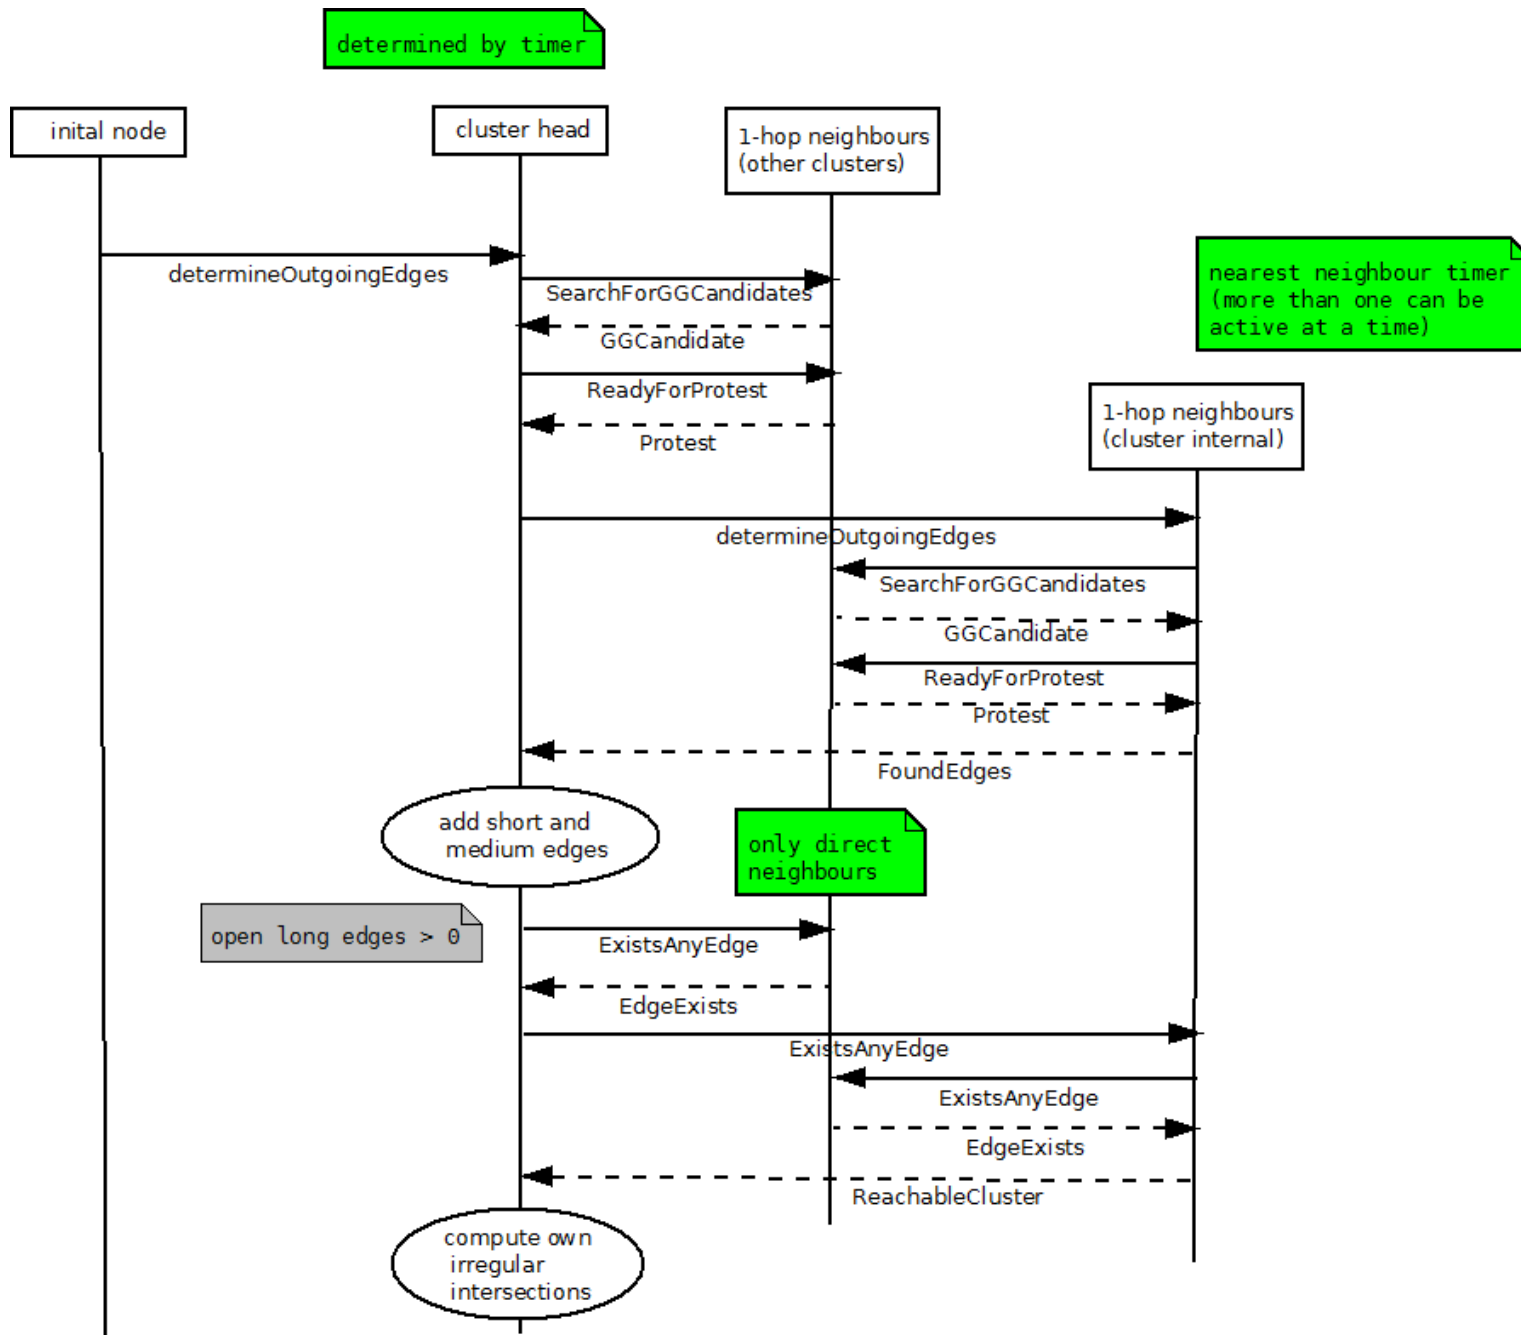 determined by timer
inital node
cluster head
1-hop neighbours
(other clusters)
determineOutgoingEdges
SearchForGGCandidates
nearest neighbour timer
(more than one can be
active at a time)
GGCandidate
ReadyForProtest
1-hop neighbours
(cluster internal)
Protest
determineOutgoingEdges
SearchForGGCandidates
GGCandidate
ReadyForProtest
Protest
FoundEdges
add short and
medium edges
only direct
neighbours
open long edges > 0
ExistsAnyEdge
EdgeExists
ExistsAnyEdge
ExistsAnyEdge
EdgeExists
ReachableCluster
compute own
irregular
intersections